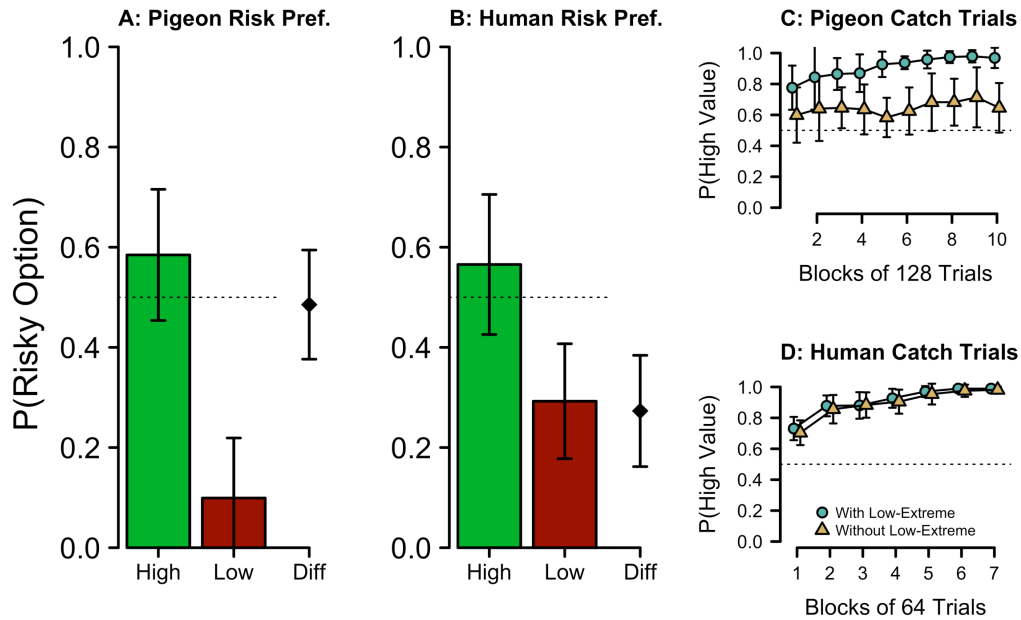 A: Pigeon Risk Pref.
P(Risky Option)
1.0
0.8
0.6
0.4
0.2
0.0
High Low Diff
B: Human Risk Pref.
1.0
0.8
0.6
0.4
0.2
0.0
High Low Diff
C: Pigeon Catch Trials
P(High Value)
1.0
0.8
0.6
0.4
0.2
0.0
2 4 6 8 10
Blocks of 128 Trials
D: Human Catch Trials
P(High Value)
1.0
0.8
0.6
0.4
0.2
0.0
With Low-Extreme
Without Low-Extreme
1 2 3 4 5 6 7
Blocks of 64 Trials